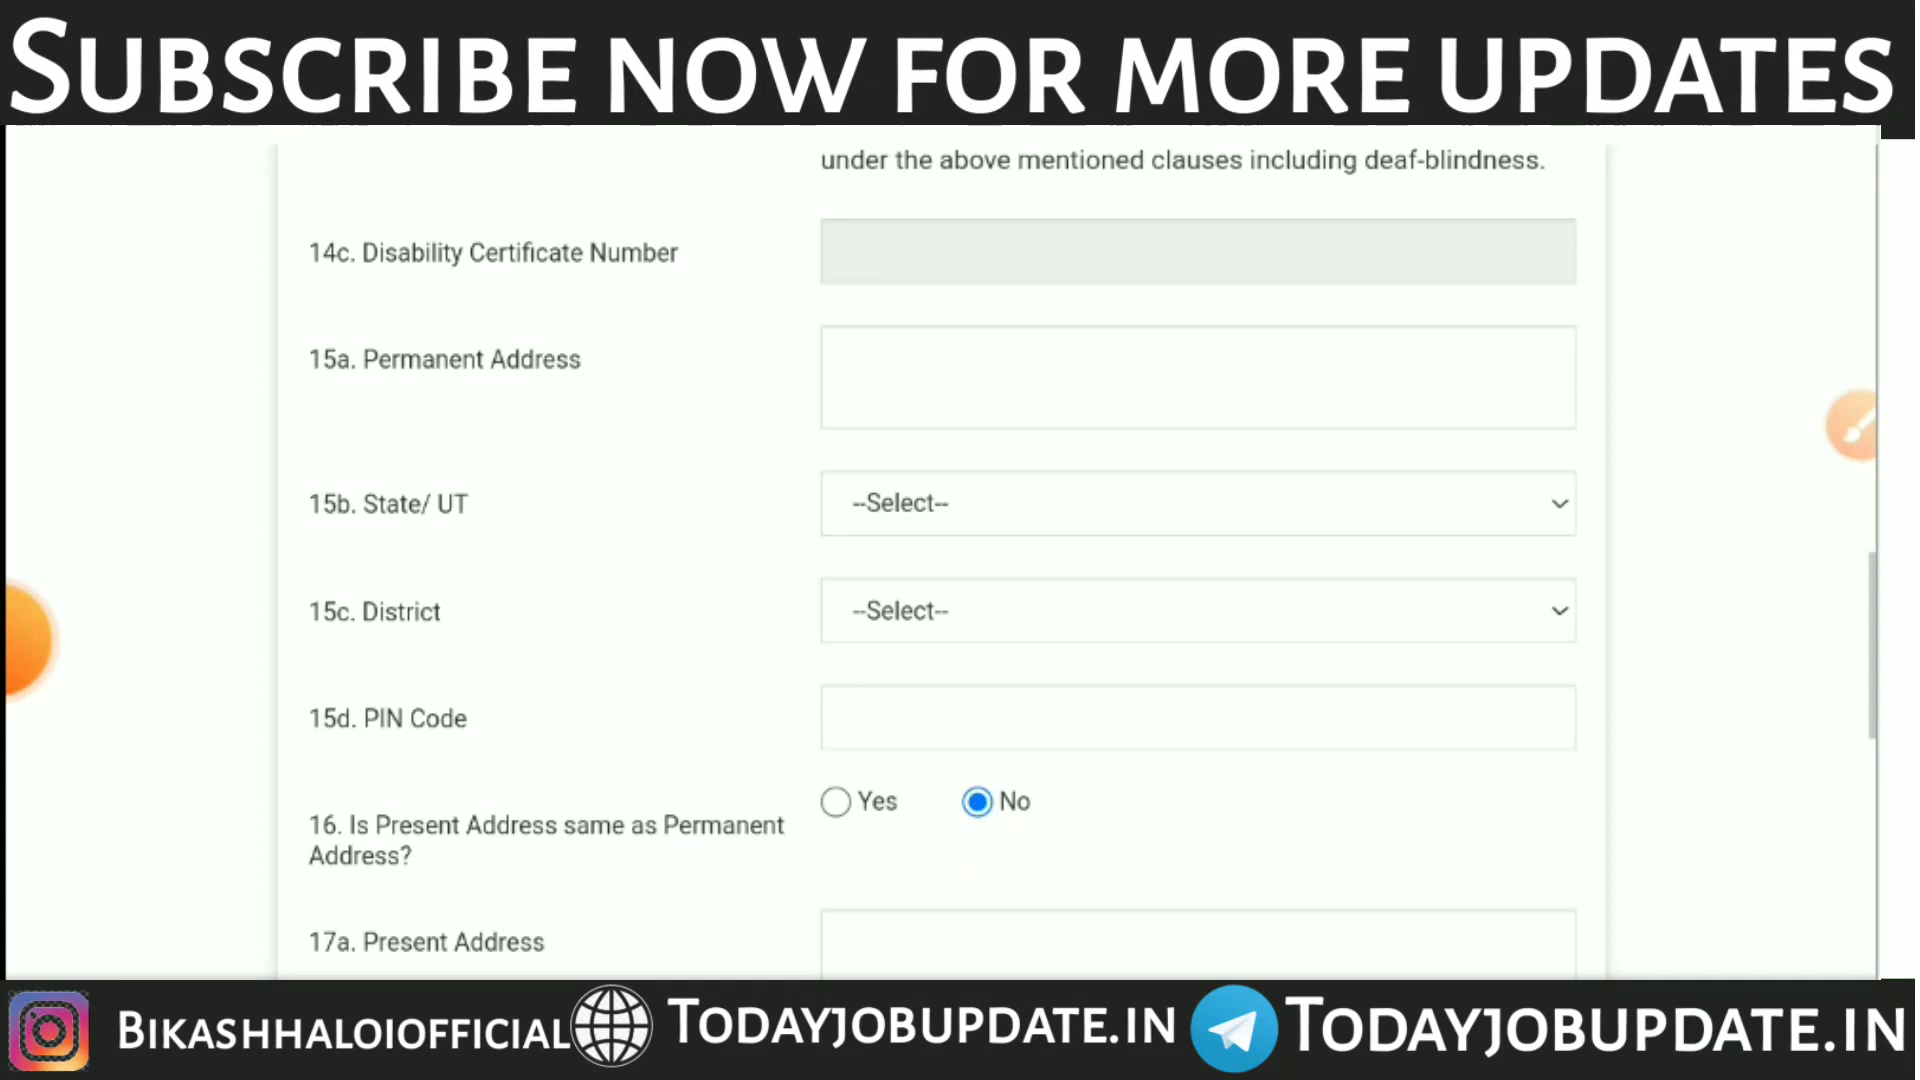 SUBSCRIBE NOW FOR MORE UPDATES
under the above mentioned clauses including deaf-blindness.
14c. Disability Certificate Number
15a. Permanent Address
15b. State/ UT
--Select--
15c. District
--Select--
15d. PIN Code
Yes No
16. Is Present Address same as Permanent
Address?
17a. Present Address
BIKASHHALOIOFFICIAL TODAYJOBUPDATE.IN TODAYJOBUPDATE.IN